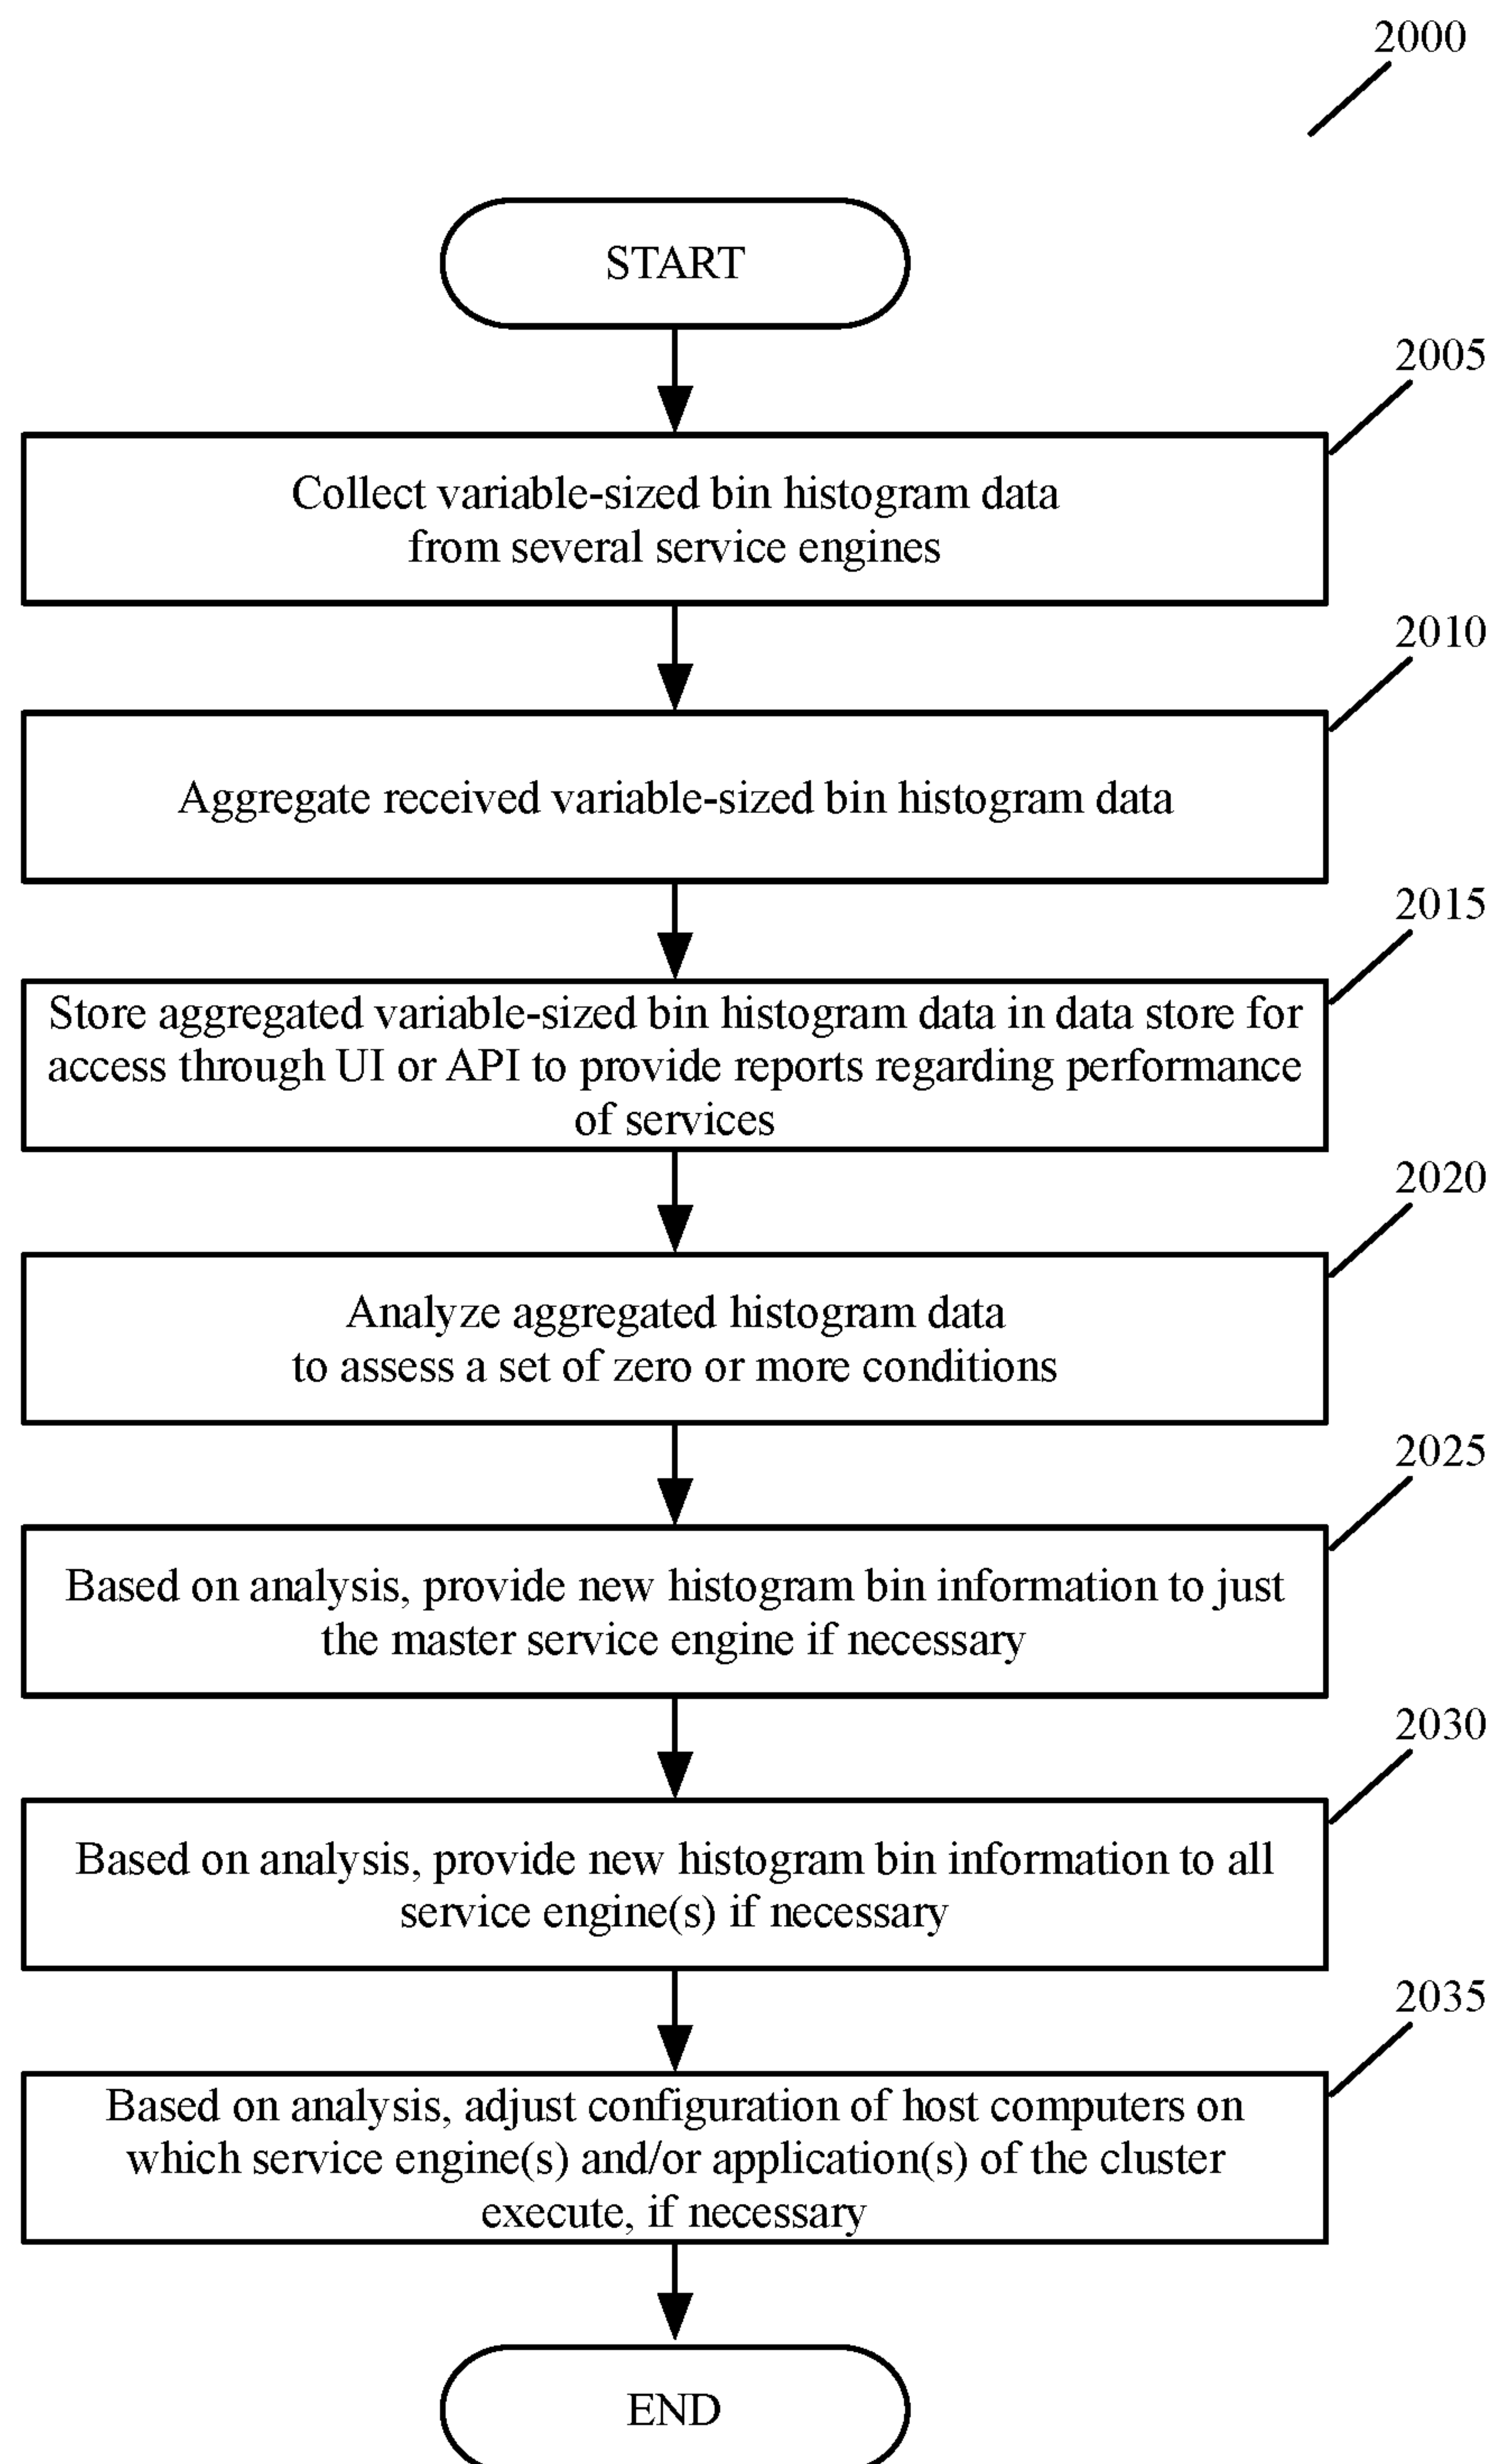 2000
START
2005
Collect variable-sized bin histogram data
from several service engines
2010
Aggregate received variable-sized bin histogram data
2015
Store aggregated variable-sized bin histogram data in data store for
access through UI or API to provide reports regarding performance
of services
2020
Analyze aggregated histogram data
to assess a set of zero or more conditions
2025
Based on analysis, provide new histogram bin information to just
the master service engine if necessary
2030
Based on analysis, provide new histogram bin information to all
service engine(s) if necessary
2035
Based on analysis, adjust configuration of host computers on
which service engine(s) and/or application(s) of the cluster
execute, if necessary
END